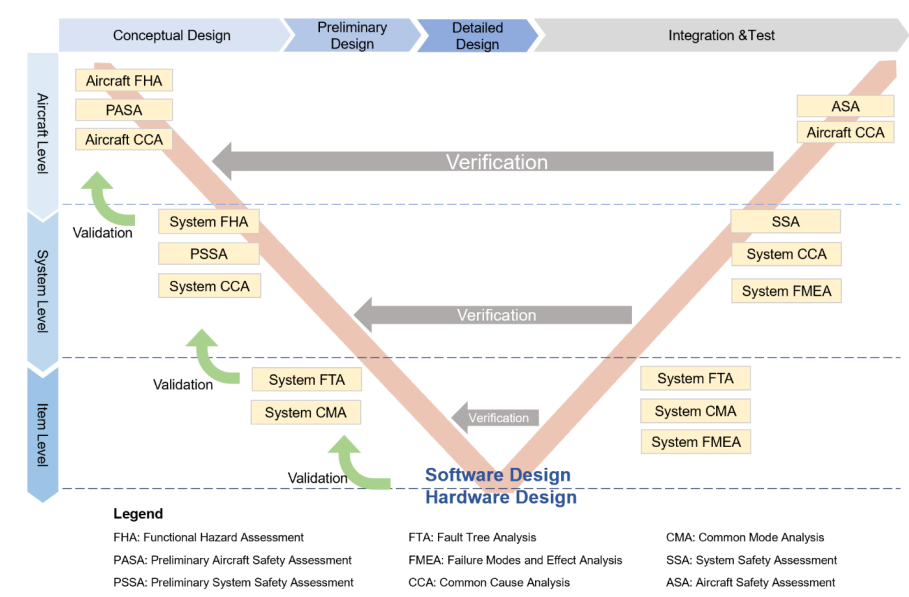 Conceptual Design
Preliminary
Design
Detailed
Design
Integration &Test
Aircraft Level
Aircraft FHA
PASA
Aircraft CCA
ASA
Aircraft CCA
Verification
Validation
System Level
System FHA
PSSA
System CCA
SSA
System CCA
System FMEA
Verification
Validation
Item Level
System FTA
System CMA
System FTA
System CMA
System FMEA
Verification
Validation
Software Design
Hardware Design
Legend
FHA: Functional Hazard Assessment
FTA: Fault Tree Analysis
CMA: Common Mode Analysis
PASA: Preliminary Aircraft Safety Assessment
FMEA: Failure Modes and Effect Analysis
SSA: System Safety Assessment
PSSA: Preliminary System Safety Assessment
CCA: Common Cause Analysis
ASA: Aircraft Safety Assessment